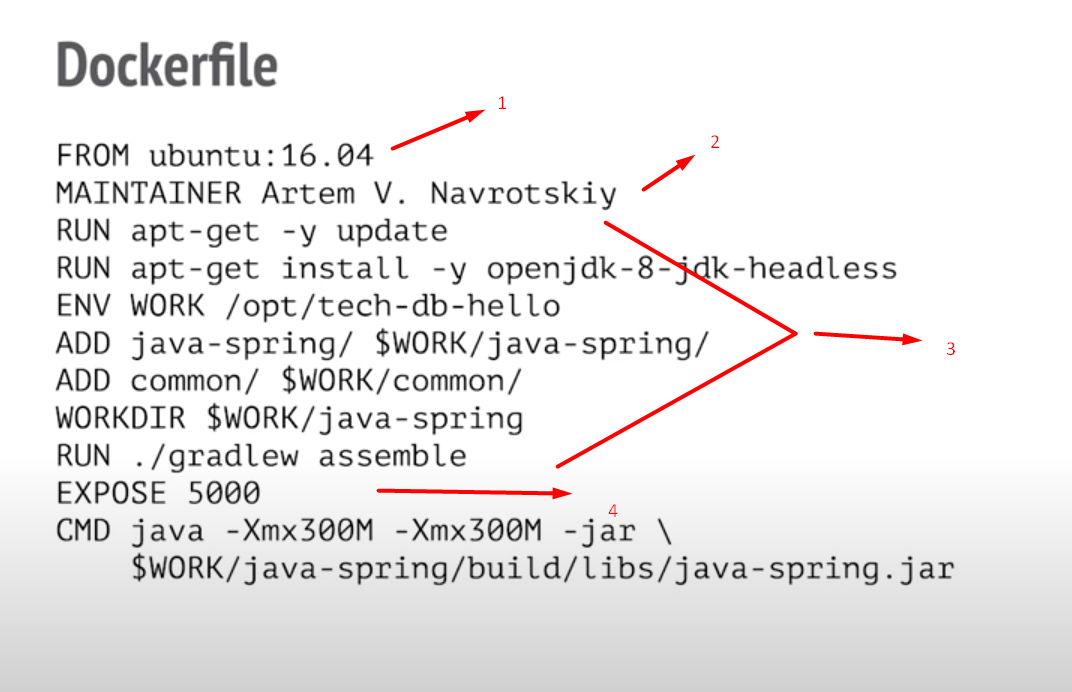 Dockerfile
1
2
FROM ubuntu:16.04
MAINTAINER Artem V. Navrotskiy
RUN apt-get -y update
RUN apt-get install -y openjdk-8-jdk-headless
ENV WORK /opt/tech-db-hello
ADD java-spring/ $WORK/java-spring/
3
ADD common/ $WORK/common/
WORKDIR $WORK/java-spring
RUN ./gradlew assemble
EXPOSE 5000
4
CMD java -Xmx300M -Xmx300M -jar \
$WORK/java-spring/build/libs/java-spring.jar